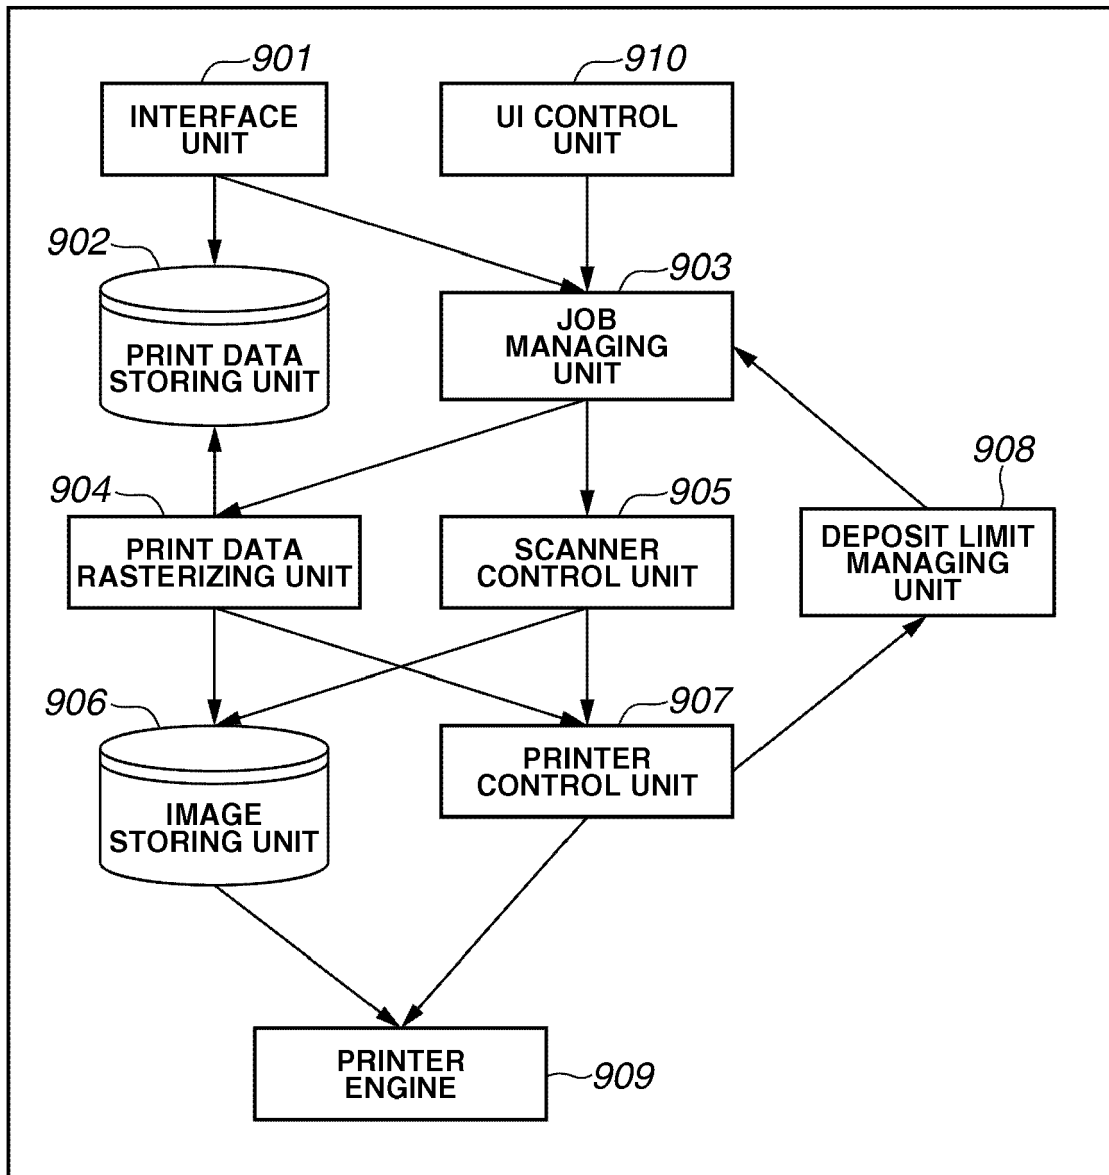 901
910
INTERFACE
UNIT
UI CONTROL
UNIT
902
903
PRINT DATA
STORING UNIT
JOB
MANAGING
UNIT
904
905
908
PRINT DATA
RASTERIZING UNIT
SCANNER
CONTROL UNIT
DEPOSIT LIMIT
MANAGING
UNIT
906
907
IMAGE
STORING UNIT
PRINTER
CONTROL UNIT
PRINTER
ENGINE
909